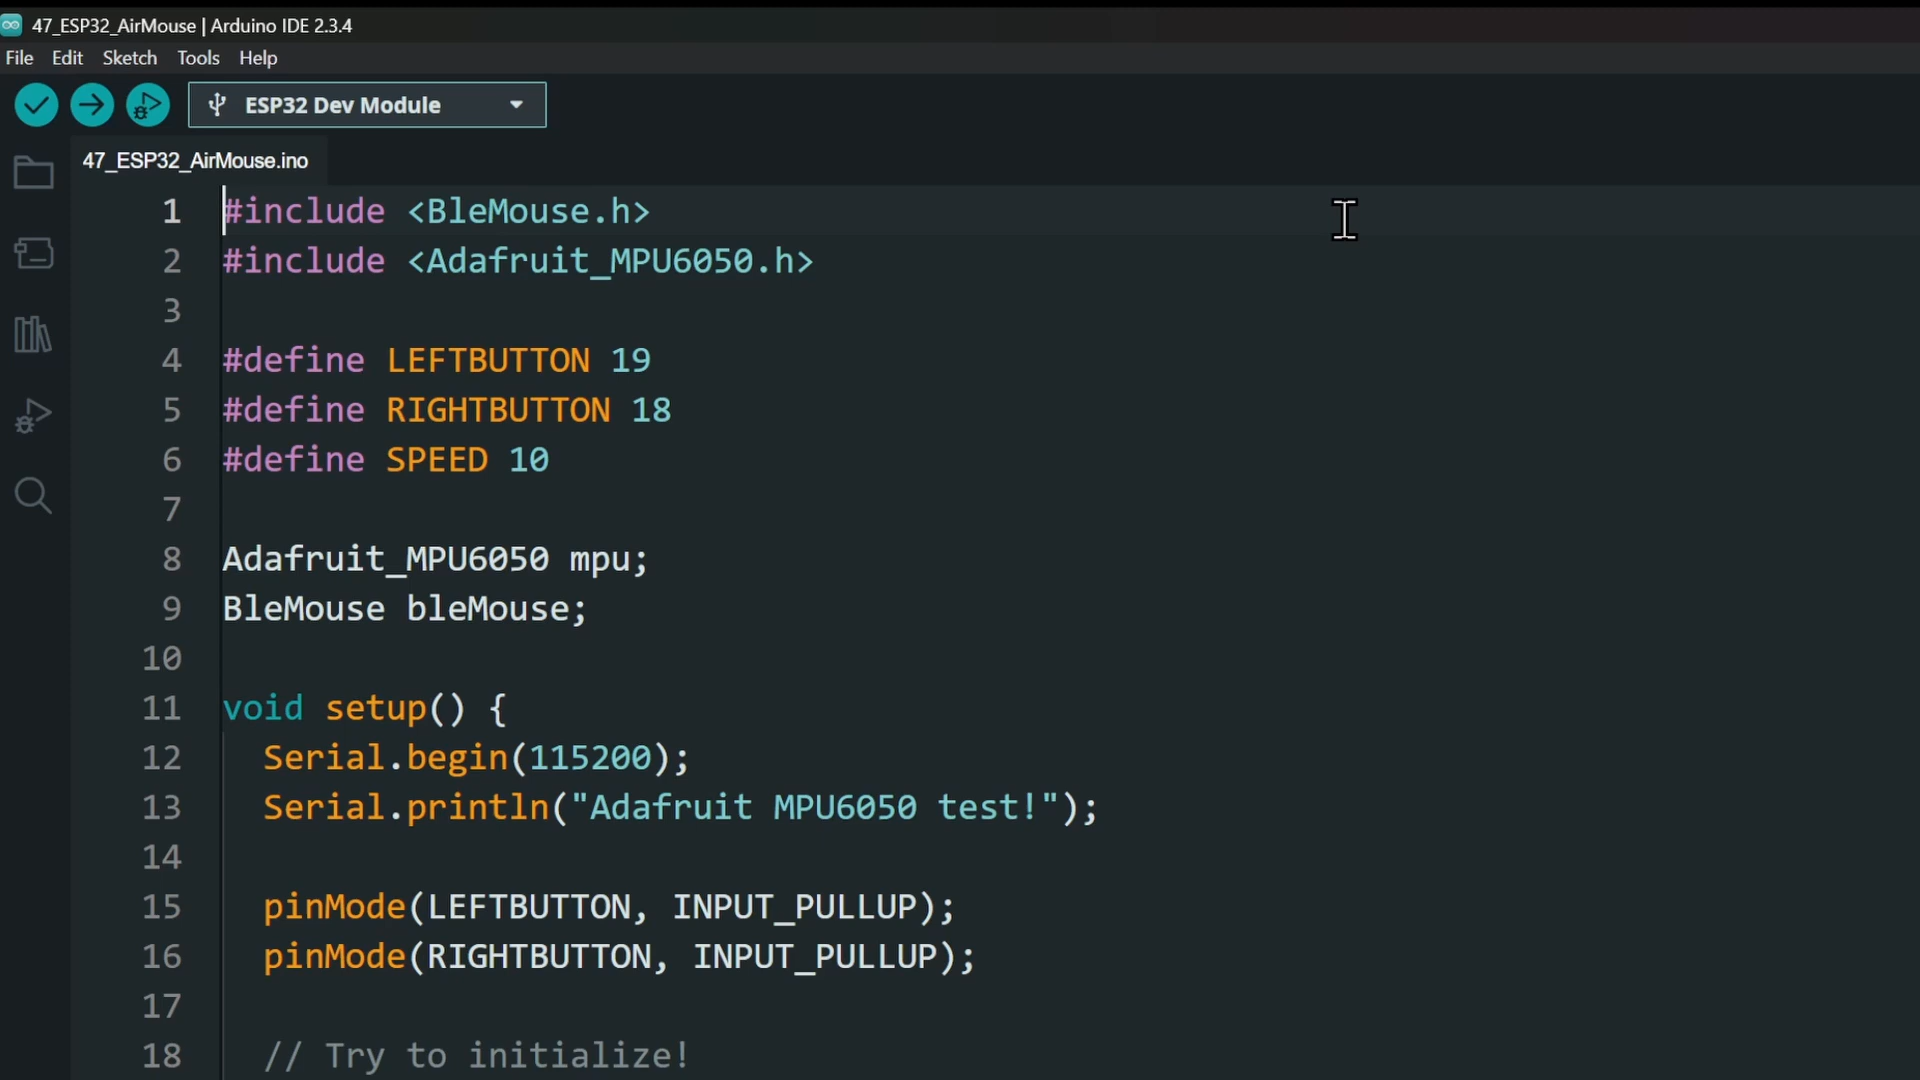 47_ESP32_AirMouse | Arduino IDE 2.3.4
File Edit Sketch Tools Help
ESP32 Dev Module
47_ESP32_AirMouse.ino
1 #include <BleMouse.h>
2 #include <Adafruit_MPU6050.h>
3
4 #define LEFTBUTTON 19
5 #define RIGHTBUTTON 18
6 #define SPEED 10
7
8 Adafruit_MPU6050 mpu;
9 BleMouse bleMouse;
10
11 void setup() {
12 Serial.begin(115200);
13 Serial.println("Adafruit MPU6050 test!");
14
15 pinMode(LEFTBUTTON, INPUT_PULLUP);
16 pinMode(RIGHTBUTTON, INPUT_PULLUP);
17
18 // Try to initialize!